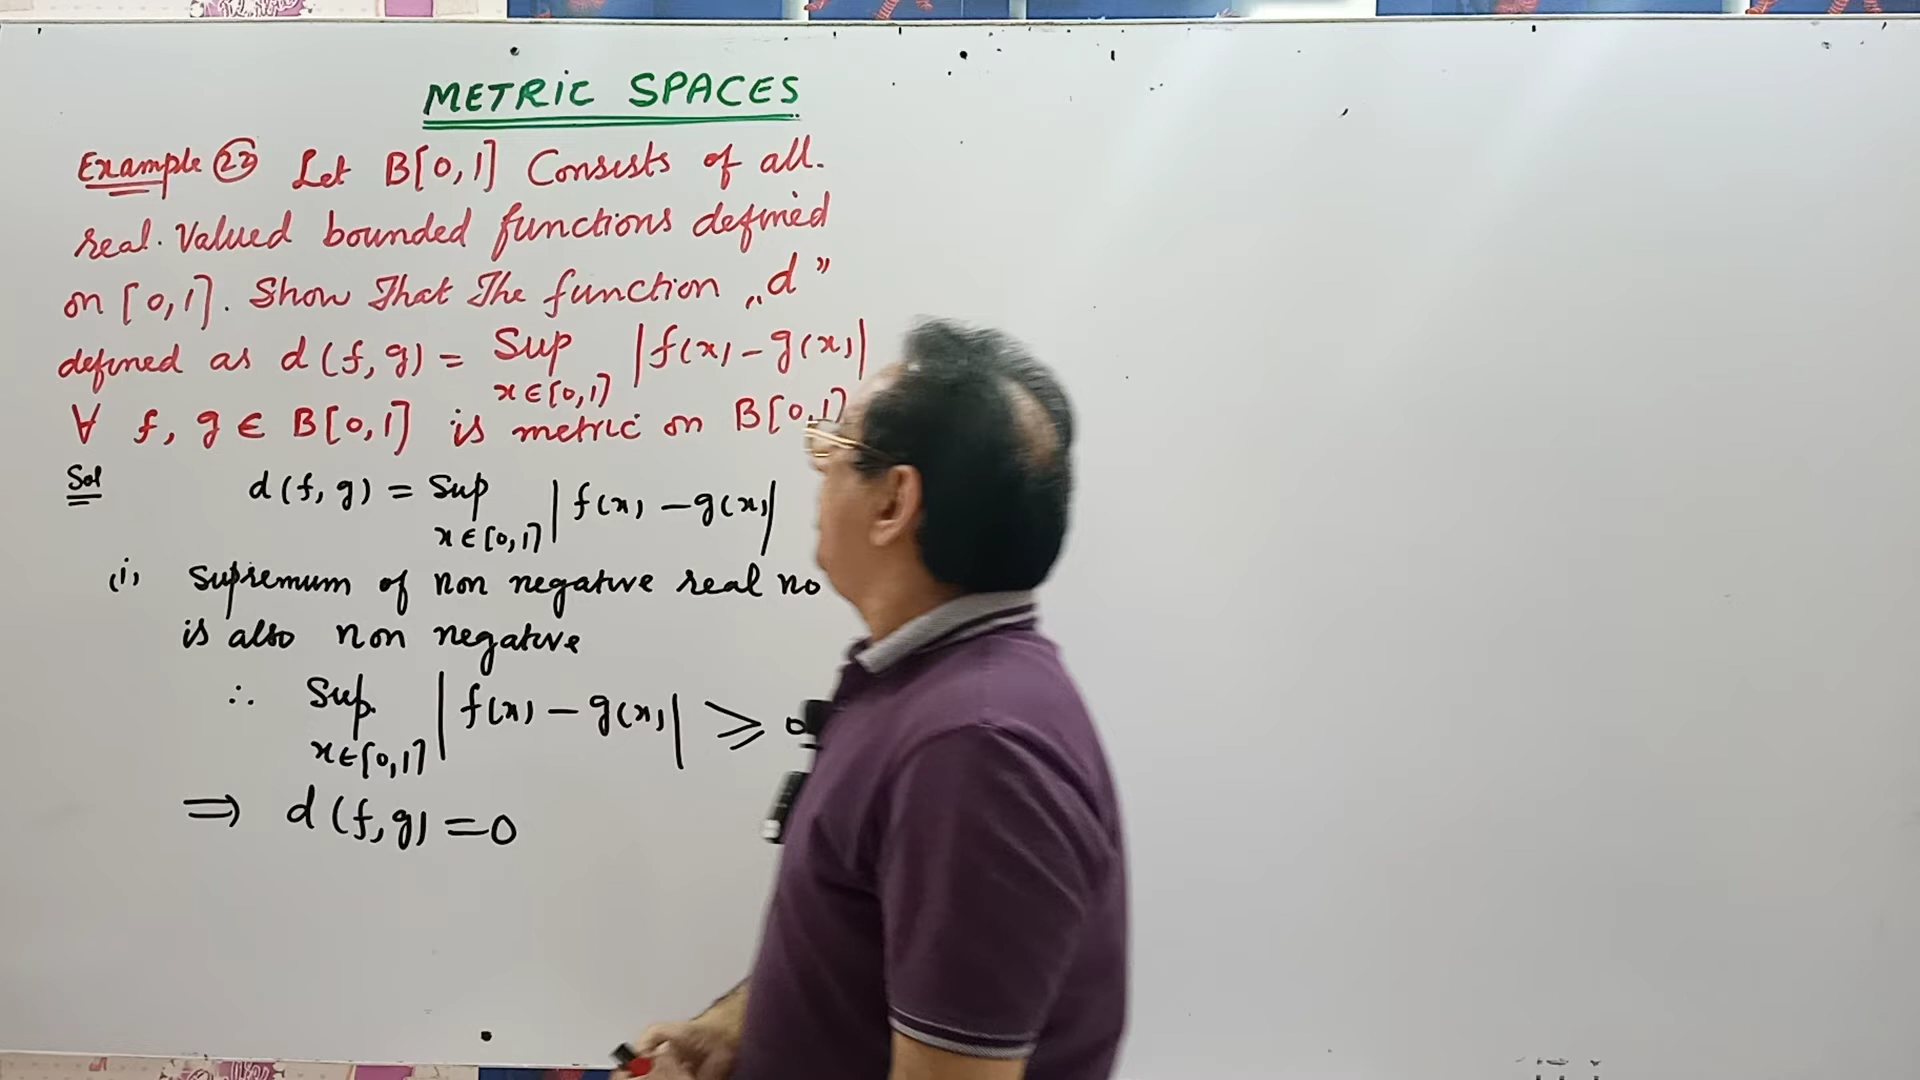 METRIC SPACES
Example 23 Let B[0,1] Consists of all.
real. Valued bounded functions defined
on [0,1]. Show That The function „d”
defined as d(f,g) = Sup |f(x) - g(x)|
x∈[0,1]
∀ f, g ∈ B[0,1] is metric on B[0,1]
Sol d(f,g) = Sup |f(x) - g(x)|
x∈[0,1]
(i) Supremum of non negative real no
is also non negative
∴ Sup. |f(x) - g(x)| ⩾ 0
x∈[0,1]
⇒ d(f,g) = 0